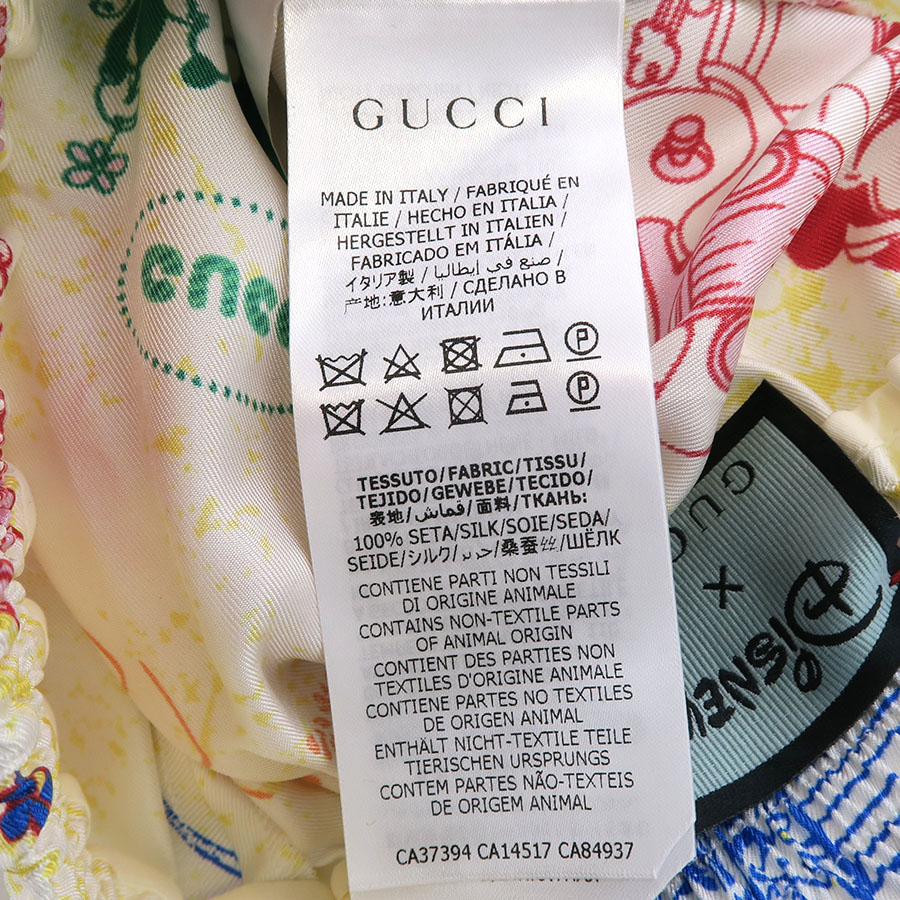 GUCCI
MADE IN ITALY / FABRIQUÉ EN
ITALIE / HECHO EN ITALIA /
HERGESTELLT IN ITALIEN /
FABRICADO EM ITÁLIA /
イタリア製 / صنع في إيطاليا /
产地:意大利 / СДЕЛАНО В
ИТАЛИИ
P
P
TESSUTO/FABRIC/TISSU/
TEJIDO/GEWEBE/TECIDO/
表地/قماش/面料/ТКАНЬ:
100% SETA/SILK/SOIE/SEDA/
SEIDE/シルク/حرير/桑蚕丝/ШЁЛК
CONTIENE PARTI NON TESSILI
DI ORIGINE ANIMALE
CONTAINS NON-TEXTILE PARTS
OF ANIMAL ORIGIN
CONTIENT DES PARTIES NON
TEXTILES D'ORIGINE ANIMALE
CONTIENE PARTES NO TEXTILES
DE ORIGEN ANIMAL
ENTHÄLT NICHT-TEXTILE TEILE
TIERISCHEN URSPRUNGS
CONTEM PARTES NÃO-TEXTEIS
DE ORIGEM ANIMAL
CA37394 CA14517 CA84937
GUC
X
DISNEY